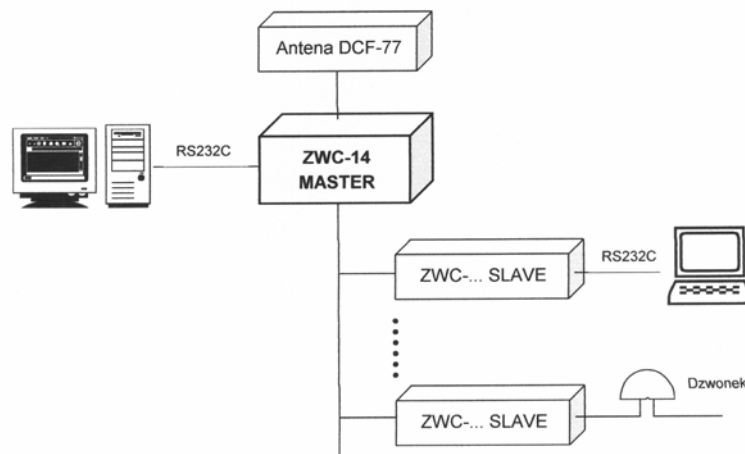 Antena DCF-77
RS232C
ZWC-14
MASTER
ZWC-... SLAVE
RS232C
ZWC-... SLAVE
Dzwonek